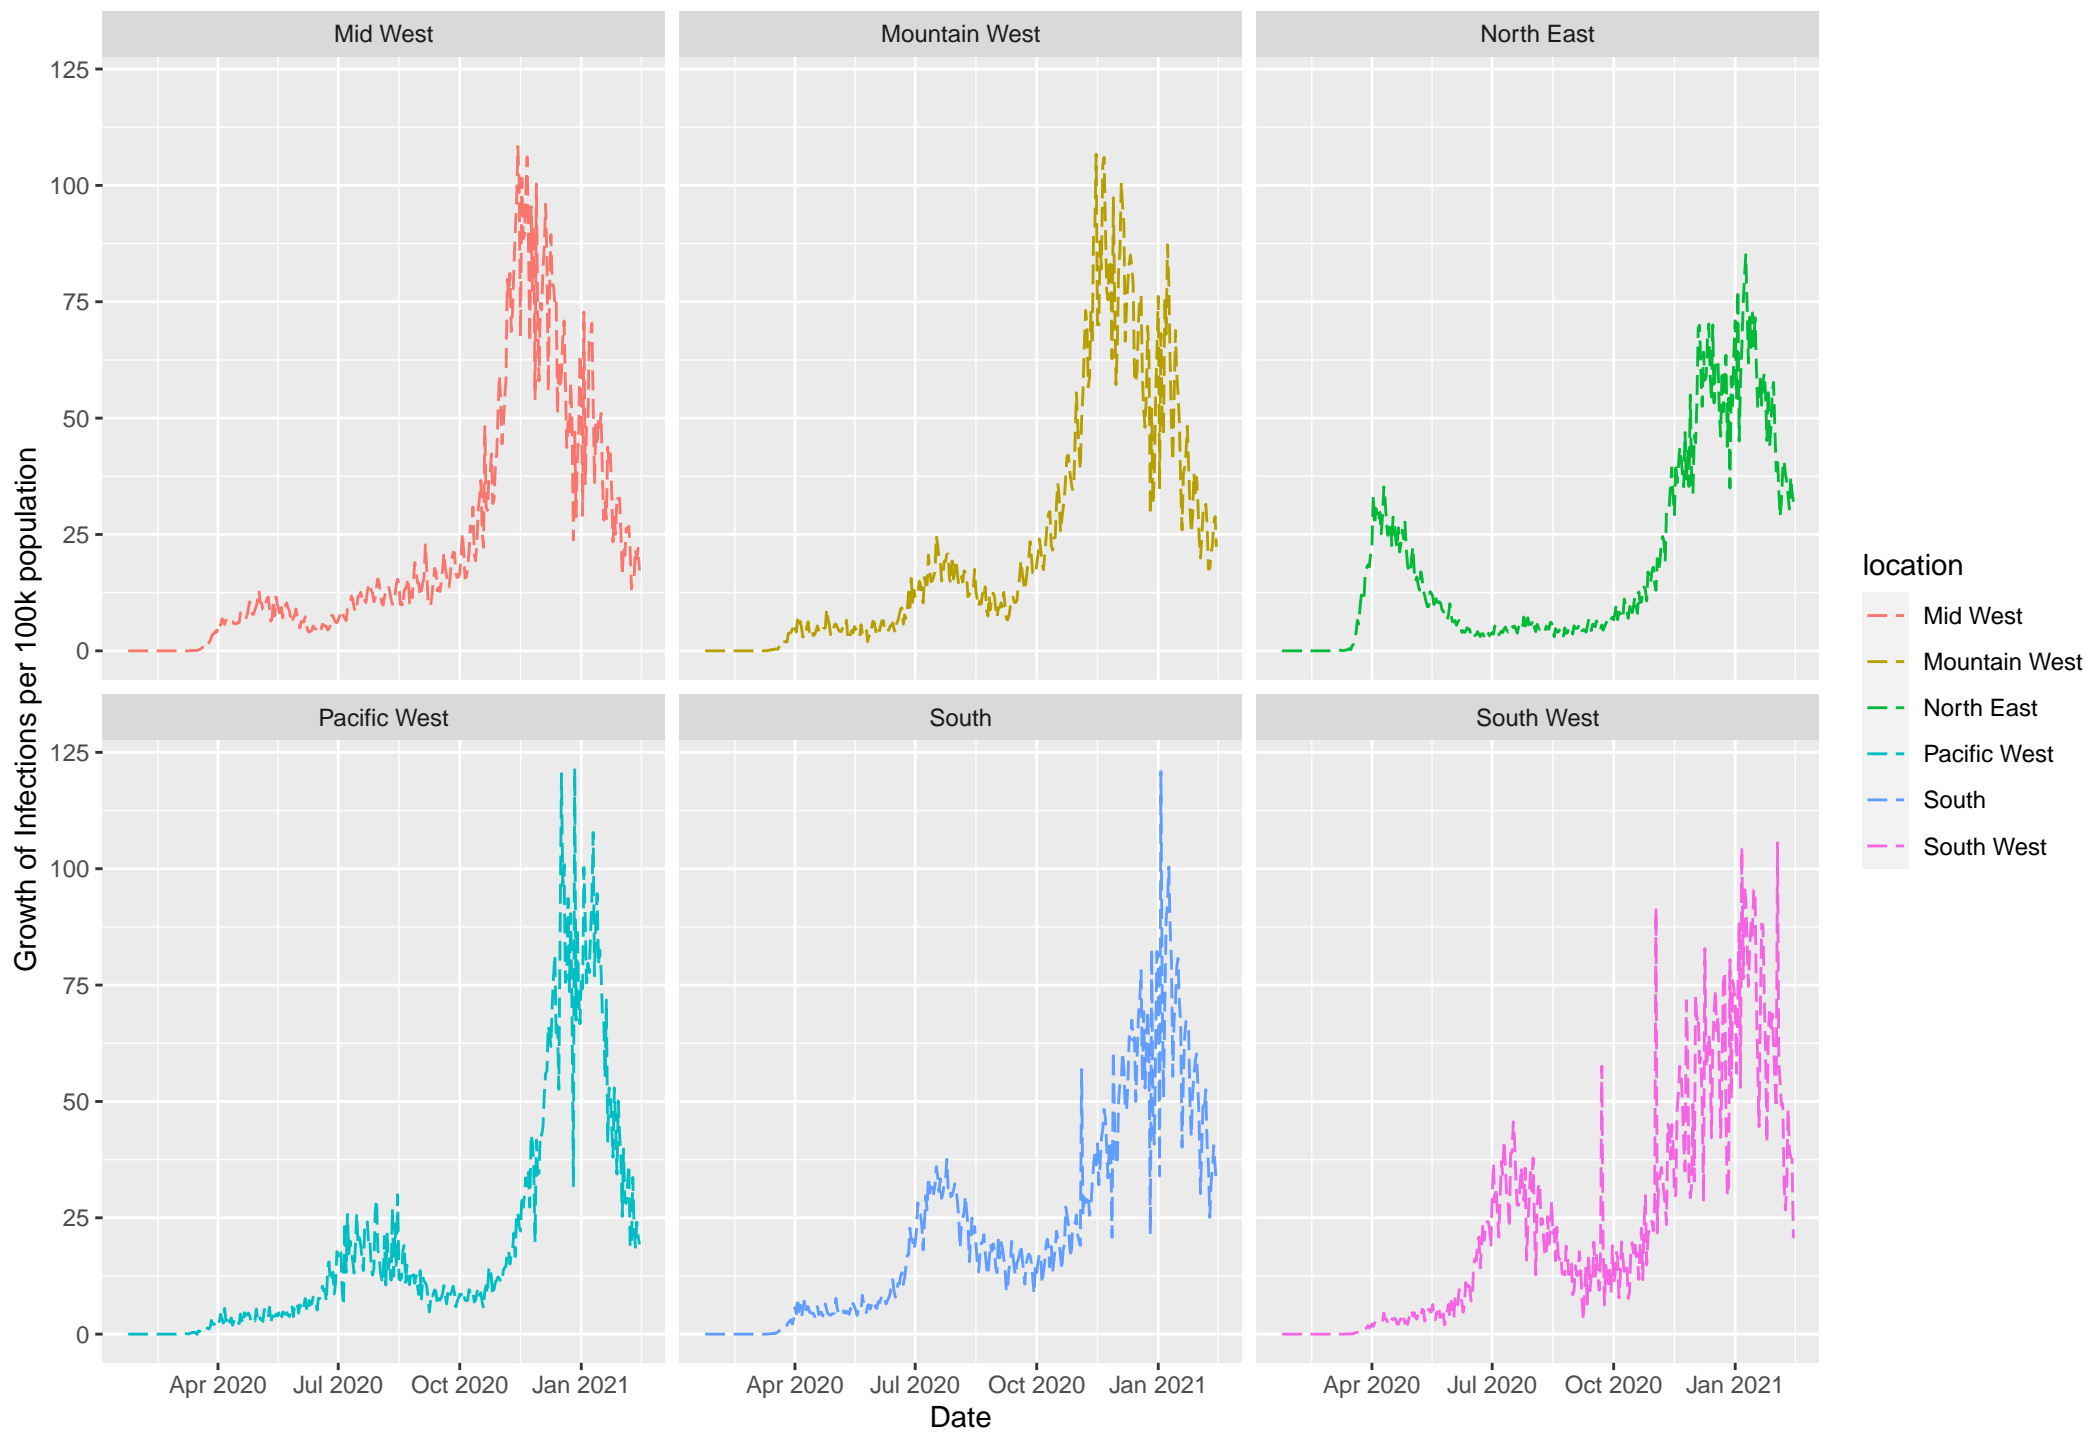 Mid West
Mountain West
North East
125
100
75
50
25
0
Pacific West
South
South West
125
100
75
50
25
0
Apr 2020 Jul 2020 Oct 2020 Jan 2021
Apr 2020 Jul 2020 Oct 2020 Jan 2021
Apr 2020 Jul 2020 Oct 2020 Jan 2021
Date
Growth of Infections per 100k population
location
Mid West
Mountain West
North East
Pacific West
South
South West